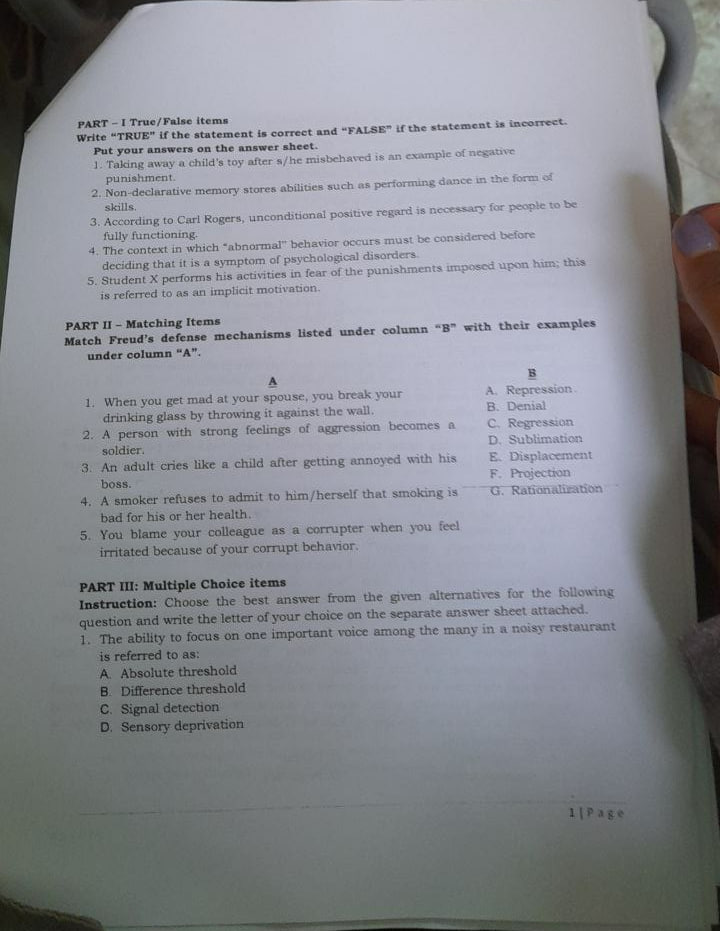 PART – I True/False items
Write "TRUE" if the statement is correct and "FALSE" if the statement is incorrect.
Put your answers on the answer sheet.
1. Taking away a child's toy after s/he misbehaved is an example of negative
punishment.
2. Non-declarative memory stores abilities such as performing dance in the form of
skills.
3. According to Carl Rogers, unconditional positive regard is necessary for people to be
fully functioning.
4. The context in which "abnormal" behavior occurs must be considered before
deciding that it is a symptom of psychological disorders.
5. Student X performs his activities in fear of the punishments imposed upon him; this
is referred to as an implicit motivation.
PART II – Matching Items
Match Freud's defense mechanisms listed under column "B" with their examples
under column "A".
A
1. When you get mad at your spouse, you break your
drinking glass by throwing it against the wall.
2. A person with strong feelings of aggression becomes a
soldier.
3. An adult cries like a child after getting annoyed with his
boss.
4. A smoker refuses to admit to him/herself that smoking is
bad for his or her health.
5. You blame your colleague as a corrupter when you feel
irritated because of your corrupt behavior.
B
A. Repression.
B. Denial
C. Regression
D. Sublimation
E. Displacement
F. Projection
G. Rationalization
PART III: Multiple Choice items
Instruction: Choose the best answer from the given alternatives for the following
question and write the letter of your choice on the separate answer sheet attached.
1. The ability to focus on one important voice among the many in a noisy restaurant
is referred to as:
A. Absolute threshold
B. Difference threshold
C. Signal detection
D. Sensory deprivation
1 | Page